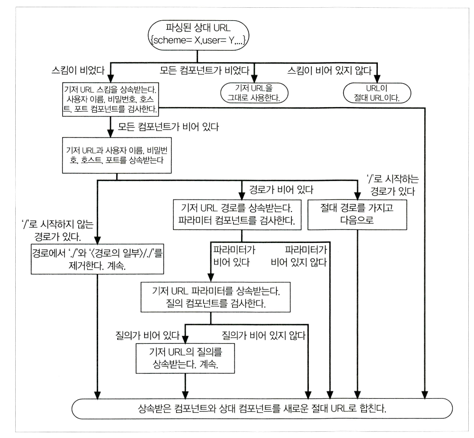 파싱된 상대 URL
{scheme= X,user= Y,...}
스킴이 비었다
모든 컴포넌트가 비었다
스킴이 비어 있지 않다
기저 URL 스킴을 상속받는다.
사용자 이름, 비밀번호, 호스
트, 포트 컴포넌트를 검사한다.
기저 URL을
그대로 사용한다.
URL이
절대 URL이다.
모든 컴포넌트가 비어 있다
기저 URL과 사용자 이름, 비밀번
호, 호스트, 포트를 상속받는다
경로가 비어 있다
'/'로 시작하는
경로가 있다
'/'로 시작하지 않는
경로가 있다.
기저 URL 경로를 상속받는다.
파라미터 컴포넌트를 검사한다.
절대 경로를 가지고
다음으로
경로에서 './'와 '<경로의 일부>/./'를
제거한다. 계속.
파라미터가
비어 있다
파라미터가
비어 있지 않다
기저 URL 파라미터를 상속받는다.
질의 컴포넌트를 검사한다.
질의가 비어 있다
질의가 비어 있지 않다
기저 URL의 질의를
상속받는다. 계속.
상속받은 컴포넌트와 상대 컴포넌트를 새로운 절대 URL로 합친다.